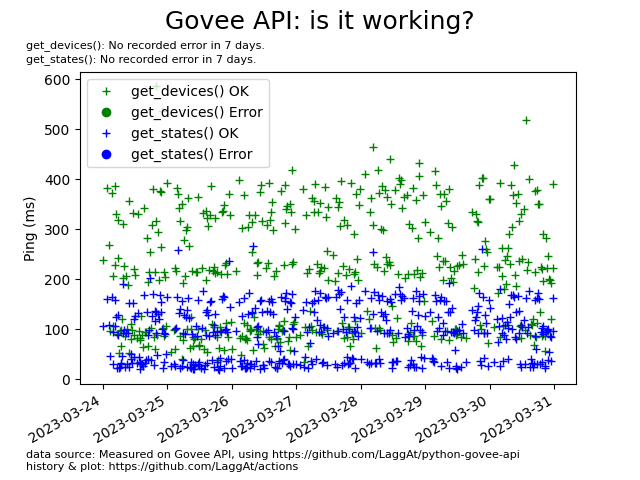 Govee API: is it working?
get_devices(): No recorded error in 7 days.
get_states(): No recorded error in 7 days.
get_devices() OK
get_devices() Error
get_states() OK
get_states() Error
600
500
400
300
200
100
0
Ping (ms)
2023-03-24
2023-03-25
2023-03-26
2023-03-27
2023-03-28
2023-03-29
2023-03-30
2023-03-31
data source: Measured on Govee API, using https://github.com/LaggAt/python-govee-api
history & plot: https://github.com/LaggAt/actions